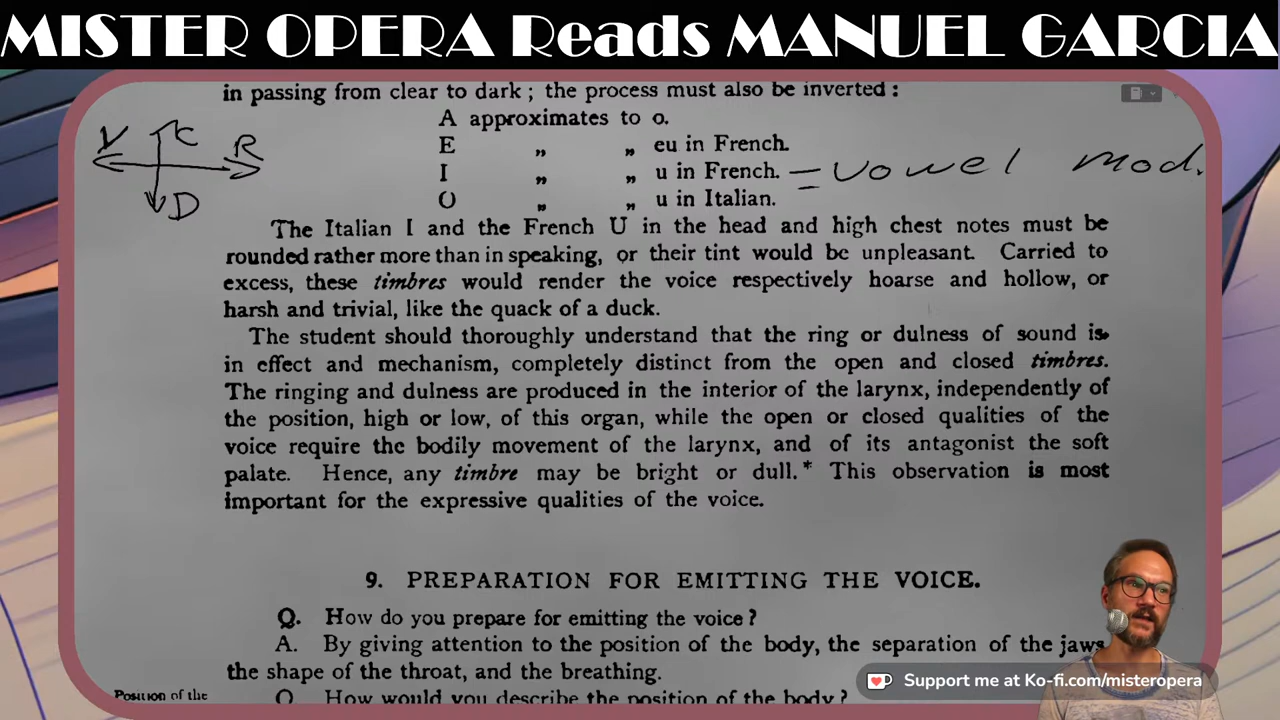 MISTER OPERA Reads MANUEL GARCIA
in passing from clear to dark ; the process must also be inverted :
A approximates to o.
E „ „ eu in French.
I „ „ u in French. = vowel mod.
O „ „ u in Italian.
V C R
D
The Italian I and the French U in the head and high chest notes must be
rounded rather more than in speaking, or their tint would be unpleasant. Carried to
excess, these timbres would render the voice respectively hoarse and hollow, or
harsh and trivial, like the quack of a duck.
The student should thoroughly understand that the ring or dulness of sound is
in effect and mechanism, completely distinct from the open and closed timbres.
The ringing and dulness are produced in the interior of the larynx, independently of
the position, high or low, of this organ, while the open or closed qualities of the
voice require the bodily movement of the larynx, and of its antagonist the soft
palate. Hence, any timbre may be bright or dull.* This observation is most
important for the expressive qualities of the voice.
9. PREPARATION FOR EMITTING THE VOICE.
Q. How do you prepare for emitting the voice ?
A. By giving attention to the position of the body, the separation of the jaws
the shape of the throat, and the breathing.
Position of the
Q. How would you describe the position of the body ?
Support me at Ko-fi.com/misteropera